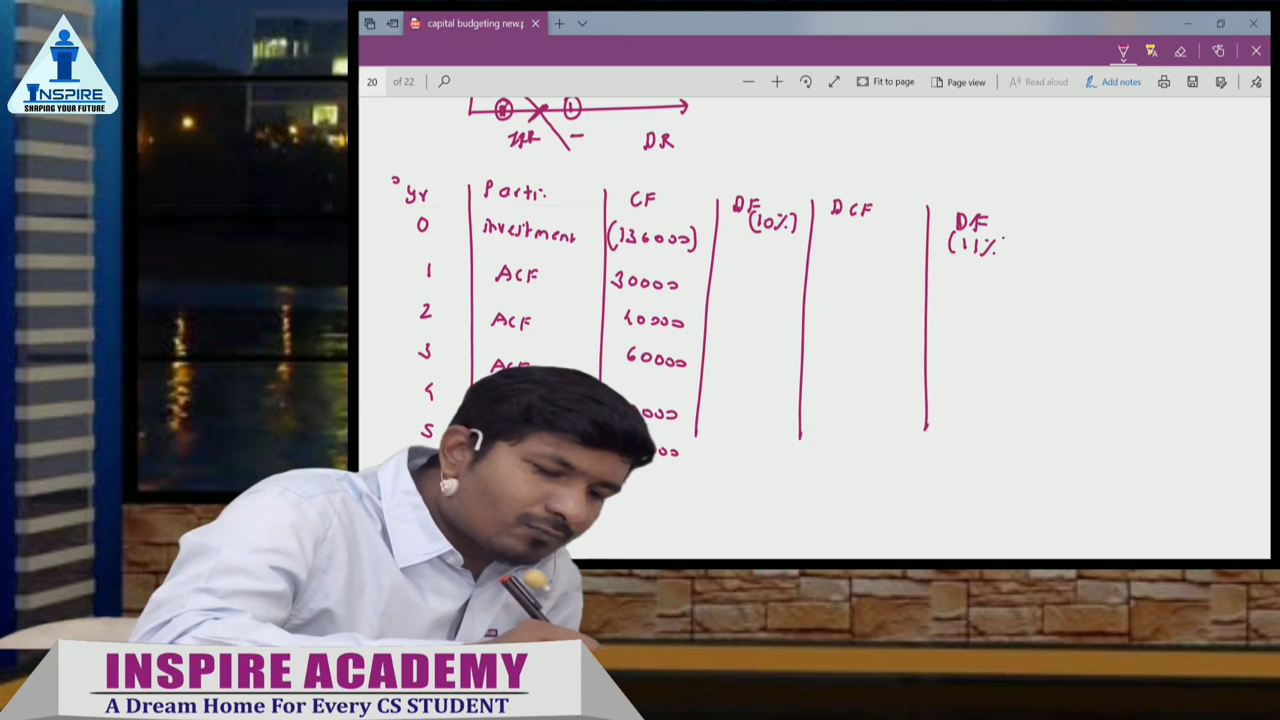 INSPIRE
SHAPING YOUR FUTURE
capital budgeting new.p
20 of 22
Fit to page
Page view
Read aloud
Add notes
IRR
DR
yr Parti: CF DF (10%) DCF DF (11%
0 investment (136000)
1 ACF 30000
2 ACF 40000
3 ACF 60000
4
5
INSPIRE ACADEMY
A Dream Home For Every CS STUDENT